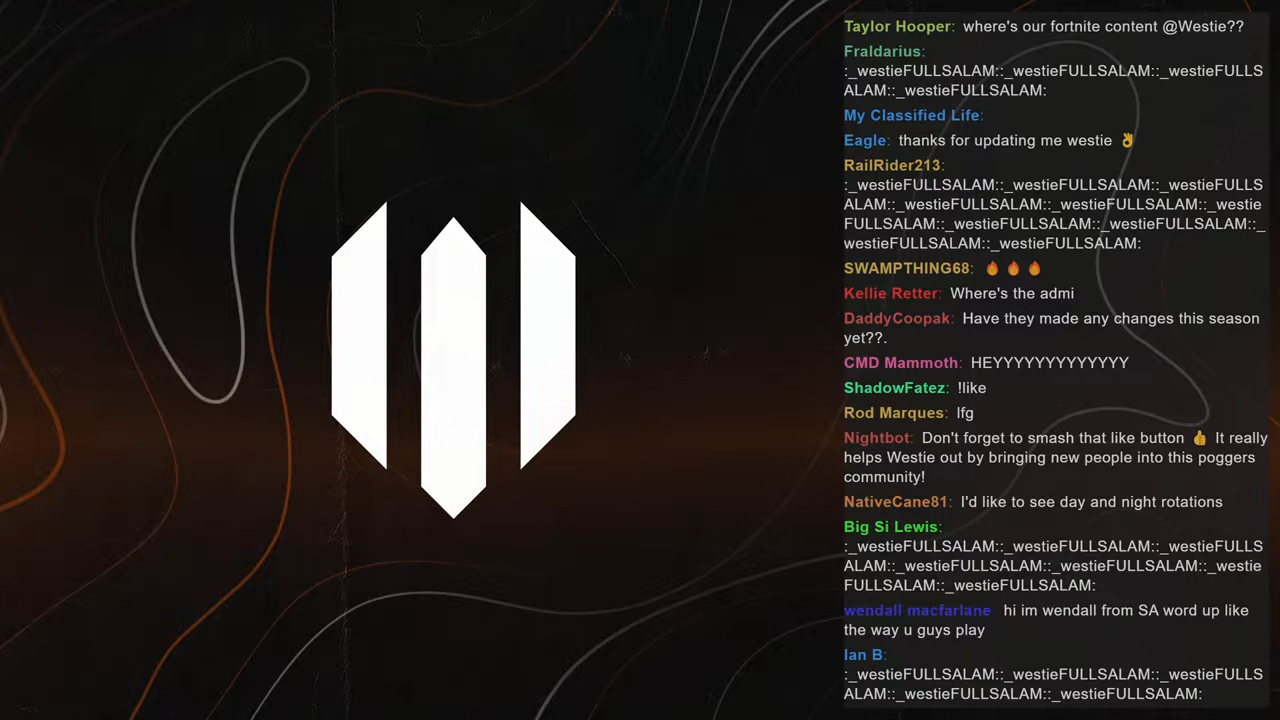 Taylor Hooper: where's our fortnite content @Westie??
Fraldarius:
:_westieFULLSALAM::_westieFULLSALAM::_westieFULLS
ALAM::_westieFULLSALAM:
My Classified Life:
Eagle: thanks for updating me westie 👌
RailRider213:
:_westieFULLSALAM::_westieFULLSALAM::_westieFULLS
ALAM::_westieFULLSALAM::_westieFULLSALAM::_westie
FULLSALAM::_westieFULLSALAM::_westieFULLSALAM::_
westieFULLSALAM::_westieFULLSALAM:
SWAMPTHING68: 🔥 🔥 🔥
Kellie Retter: Where's the admi
DaddyCoopak: Have they made any changes this season
yet??.
CMD Mammoth: HEYYYYYYYYYYYYY
ShadowFatez: !like
Rod Marques: lfg
Nightbot: Don't forget to smash that like button 👍 It really
helps Westie out by bringing new people into this poggers
community!
NativeCane81: I'd like to see day and night rotations
Big Si Lewis:
:_westieFULLSALAM::_westieFULLSALAM::_westieFULLS
ALAM::_westieFULLSALAM::_westieFULLSALAM::_westie
FULLSALAM::_westieFULLSALAM:
wendall macfarlane hi im wendall from SA word up like
the way u guys play
Ian B:
:_westieFULLSALAM::_westieFULLSALAM::_westieFULLS
ALAM::_westieFULLSALAM::_westieFULLSALAM: